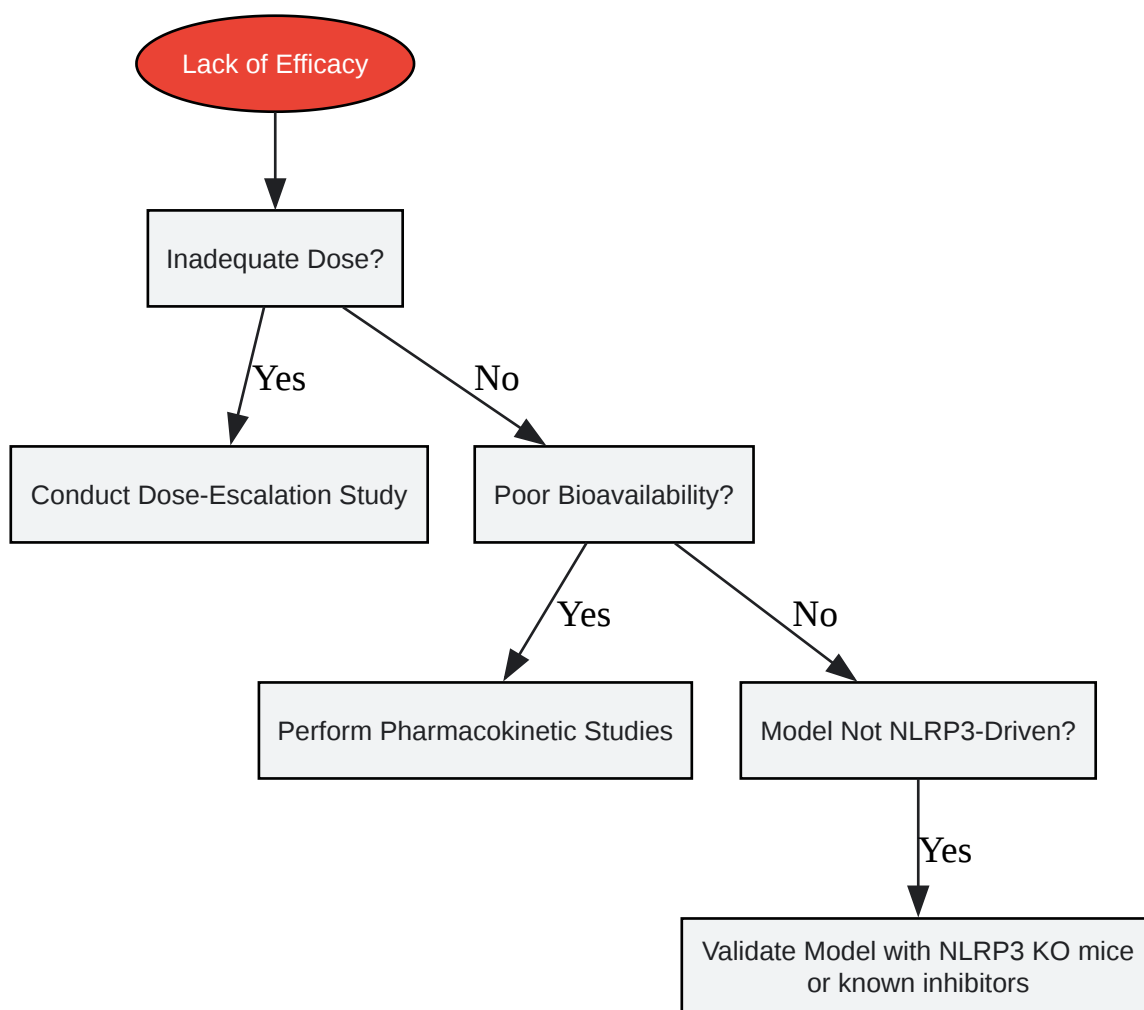 Lack of Efficacy
Inadequate Dose?
Yes
No
Conduct Dose-Escalation Study
Poor Bioavailability?
Yes
No
Perform Pharmacokinetic Studies
Model Not NLRP3-Driven?
Yes
Validate Model with NLRP3 KO mice
or known inhibitors